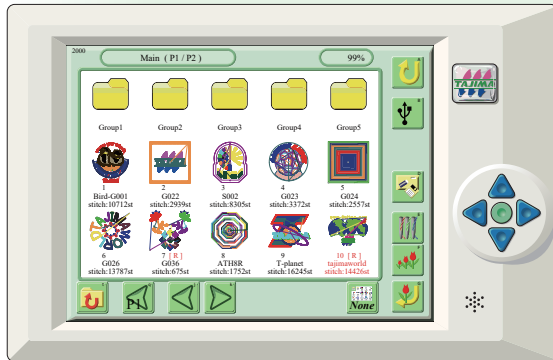 2000
Main ( P1 / P2 )
99%
Group1
Group2
Group3
Group4
Group5
TAJIMA
1
Bird-G001
stitch:10712st
2
G022
stitch:2939st
3
S002
stitch:8305st
4
G023
stitch:3372st
5
G024
stitch:2557st
6
G026
stitch:13787st
7 [ R ]
G036
stitch:675st
8
ATH8R
stitch:1752st
9
T-planet
stitch:16245st
10 [ R ]
tajimaworld
stitch:14426st
P1
None